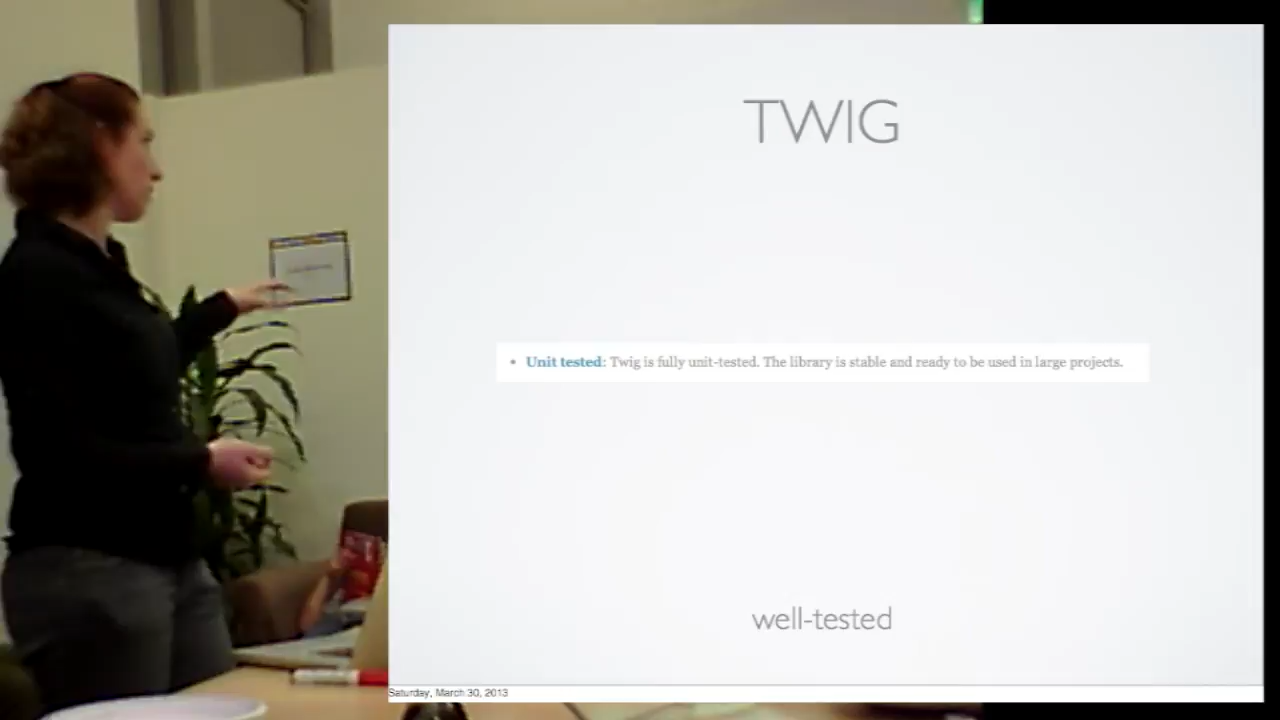 TWIG
• Unit tested: Twig is fully unit-tested. The library is stable and ready to be used in large projects.
well-tested
Saturday, March 30, 2013